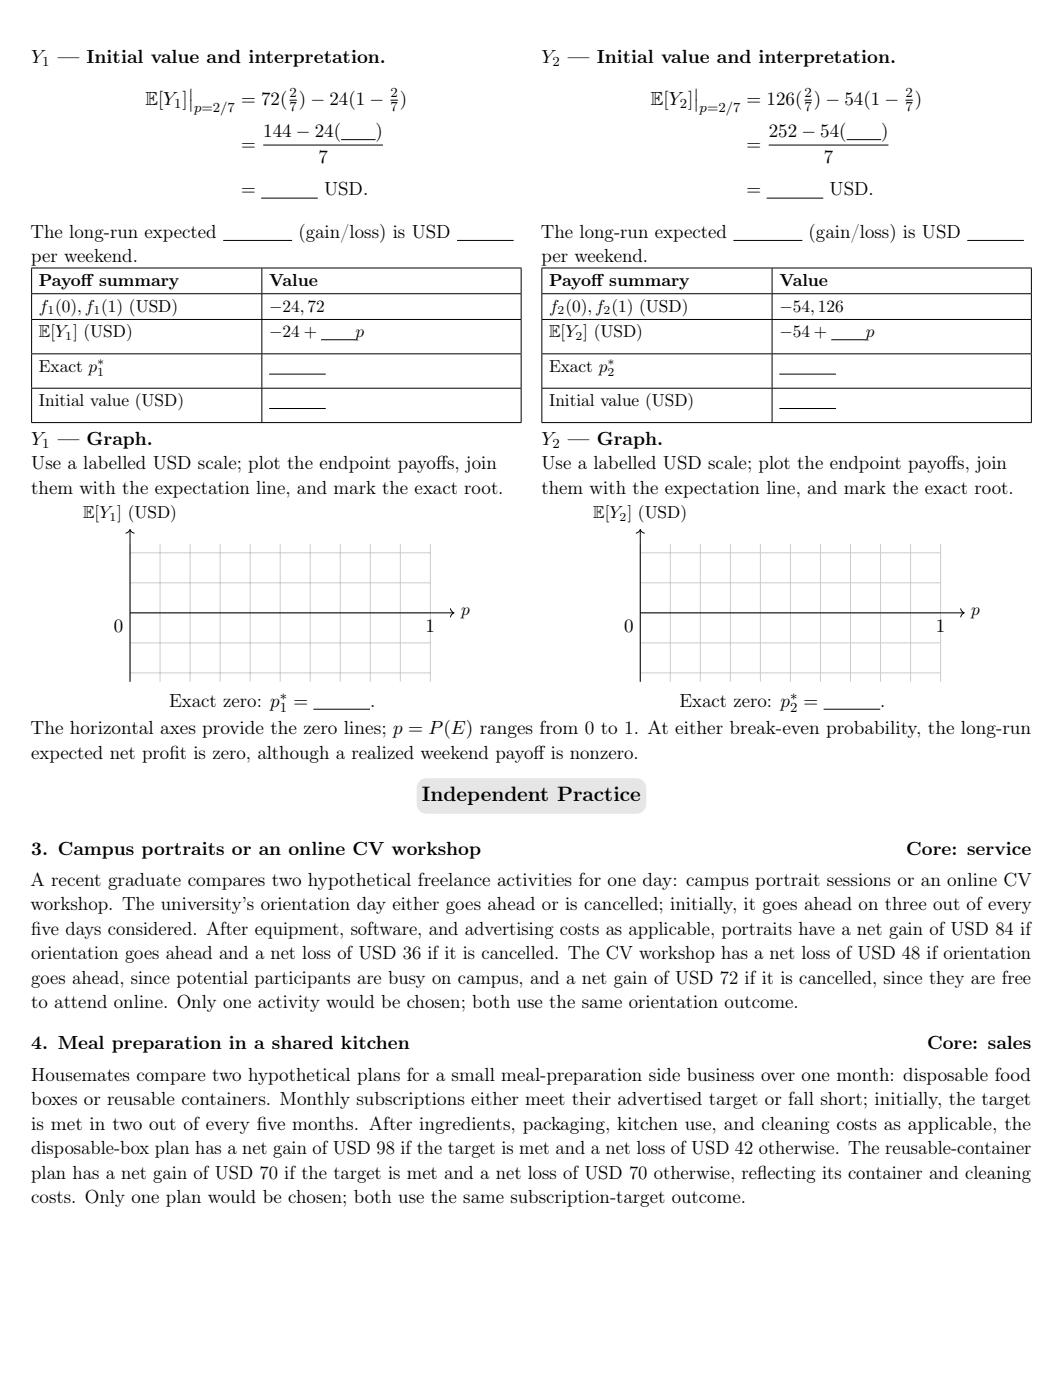 Y₁ — Initial value and interpretation.
𝔼[Y₁]|ₚ₌₂/₇ = 72(2/7) − 24(1 − 2/7)
= (144 − 24(____))/7
= ______ USD.
The long-run expected _______ (gain/loss) is USD ______
per weekend.
Payoff summary | Value
f₁(0), f₁(1) (USD) | −24, 72
𝔼[Y₁] (USD) | −24 + ____p
Exact p₁* | ______
Initial value (USD) | ______
Y₁ — Graph.
Use a labelled USD scale; plot the endpoint payoffs, join
them with the expectation line, and mark the exact root.
𝔼[Y₁] (USD)
p
0 1
Exact zero: p₁* = ______.
Y₂ — Initial value and interpretation.
𝔼[Y₂]|ₚ₌₂/₇ = 126(2/7) − 54(1 − 2/7)
= (252 − 54(____))/7
= ______ USD.
The long-run expected _______ (gain/loss) is USD ______
per weekend.
Payoff summary | Value
f₂(0), f₂(1) (USD) | −54, 126
𝔼[Y₂] (USD) | −54 + ____p
Exact p₂* | ______
Initial value (USD) | ______
Y₂ — Graph.
Use a labelled USD scale; plot the endpoint payoffs, join
them with the expectation line, and mark the exact root.
𝔼[Y₂] (USD)
p
0 1
Exact zero: p₂* = ______.
The horizontal axes provide the zero lines; p = P(E) ranges from 0 to 1. At either break-even probability, the long-run
expected net profit is zero, although a realized weekend payoff is nonzero.
Independent Practice
3. Campus portraits or an online CV workshop Core: service
A recent graduate compares two hypothetical freelance activities for one day: campus portrait sessions or an online CV
workshop. The university's orientation day either goes ahead or is cancelled; initially, it goes ahead on three out of every
five days considered. After equipment, software, and advertising costs as applicable, portraits have a net gain of USD 84 if
orientation goes ahead and a net loss of USD 36 if it is cancelled. The CV workshop has a net loss of USD 48 if orientation
goes ahead, since potential participants are busy on campus, and a net gain of USD 72 if it is cancelled, since they are free
to attend online. Only one activity would be chosen; both use the same orientation outcome.
4. Meal preparation in a shared kitchen Core: sales
Housemates compare two hypothetical plans for a small meal-preparation side business over one month: disposable food
boxes or reusable containers. Monthly subscriptions either meet their advertised target or fall short; initially, the target
is met in two out of every five months. After ingredients, packaging, kitchen use, and cleaning costs as applicable, the
disposable-box plan has a net gain of USD 98 if the target is met and a net loss of USD 42 otherwise. The reusable-container
plan has a net gain of USD 70 if the target is met and a net loss of USD 70 otherwise, reflecting its container and cleaning
costs. Only one plan would be chosen; both use the same subscription-target outcome.